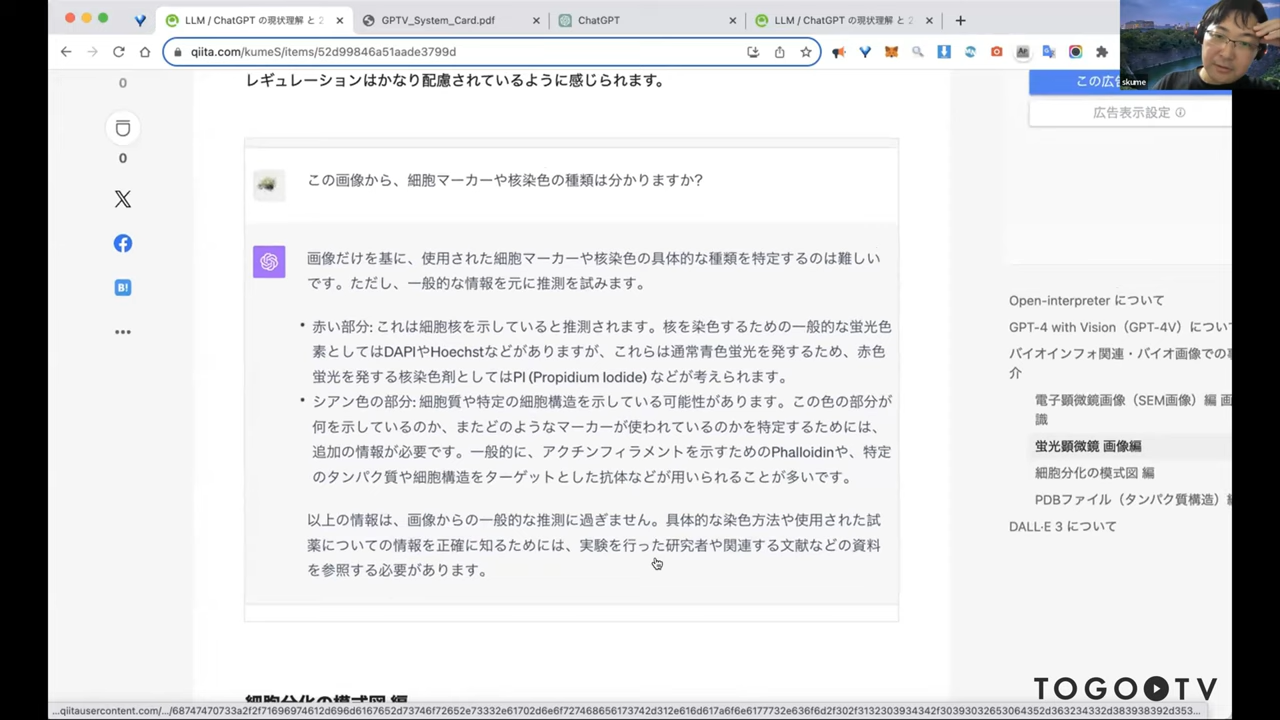 LLM / ChatGPT の現状理解 と 2
GPTV_System_Card.pdf
ChatGPT
LLM / ChatGPT の現状理解 と 2
qiita.com/kumeS/items/52d99846a51aade3799d
skume
0
0
レギュレーションはかなり配慮されているように感じられます。
この広告
広告表示設定
この画像から、細胞マーカーや核染色の種類は分かりますか?
画像だけを基に、使用された細胞マーカーや核染色の具体的な種類を特定するのは難しい
です。ただし、一般的な情報を元に推測を試みます。
• 赤い部分: これは細胞核を示していると推測されます。核を染色するための一般的な蛍光色
素としてはDAPIやHoechstなどがありますが、これらは通常青色蛍光を発するため、赤色
蛍光を発する核染色剤としてはPI (Propidium Iodide) などが考えられます。
• シアン色の部分: 細胞質や特定の細胞構造を示している可能性があります。この色の部分が
何を示しているのか、またどのようなマーカーが使われているのかを特定するためには、
追加の情報が必要です。一般的に、アクチンフィラメントを示すためのPhalloidinや、特定
のタンパク質や細胞構造をターゲットとした抗体などが用いられることが多いです。
以上の情報は、画像からの一般的な推測に過ぎません。具体的な染色方法や使用された試
薬についての情報を正確に知るためには、実験を行った研究者や関連する文献などの資料
を参照する必要があります。
細胞分化の模式図 編
Open-interpreter について
GPT-4 with Vision（GPT-4V）につい
バイオインフォ関連・バイオ画像での事
介
電子顕微鏡画像（SEM画像）編 画
識
蛍光顕微鏡 画像編
細胞分化の模式図 編
PDBファイル（タンパク質構造）編
DALL·E 3 について
B!
TOGO TV